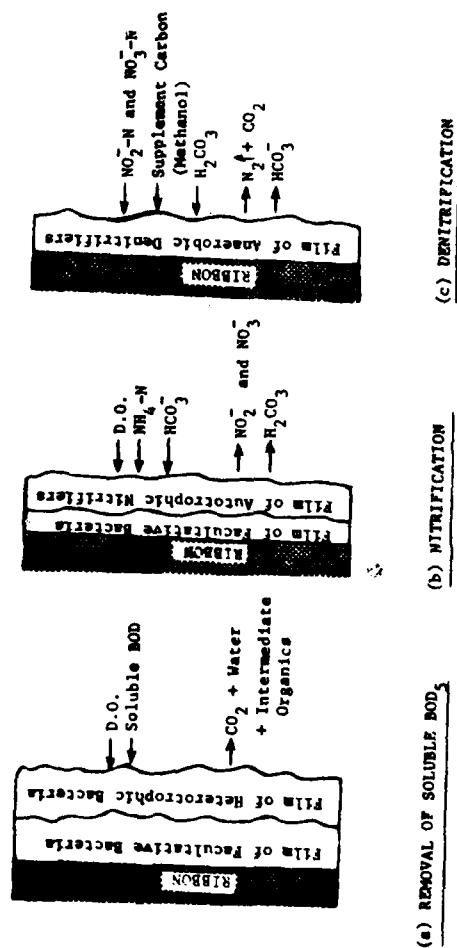 RIBBON
Film of Facultative Bacteria
Film of Heterotrophic Bacteria
D.O.
Soluble BOD
CO₂ + Water
+ Intermediate
Organics
(a) REMOVAL OF SOLUBLE BOD₅
RIBBON
Film of Facultative Bacteria
Film of Autotrophic Nitrifiers
D.O.
NH₄-N
HCO₃⁻
NO₂⁻ and NO₃⁻
H₂CO₃
(b) NITRIFICATION
RIBBON
Film of Anaerobic Denitrifiers
NO₂⁻-N and NO₃⁻-N
Supplement Carbon
(Methanol)
H₂CO₃
N₂↑ + CO₂
HCO₃⁻
(c) DENITRIFICATION